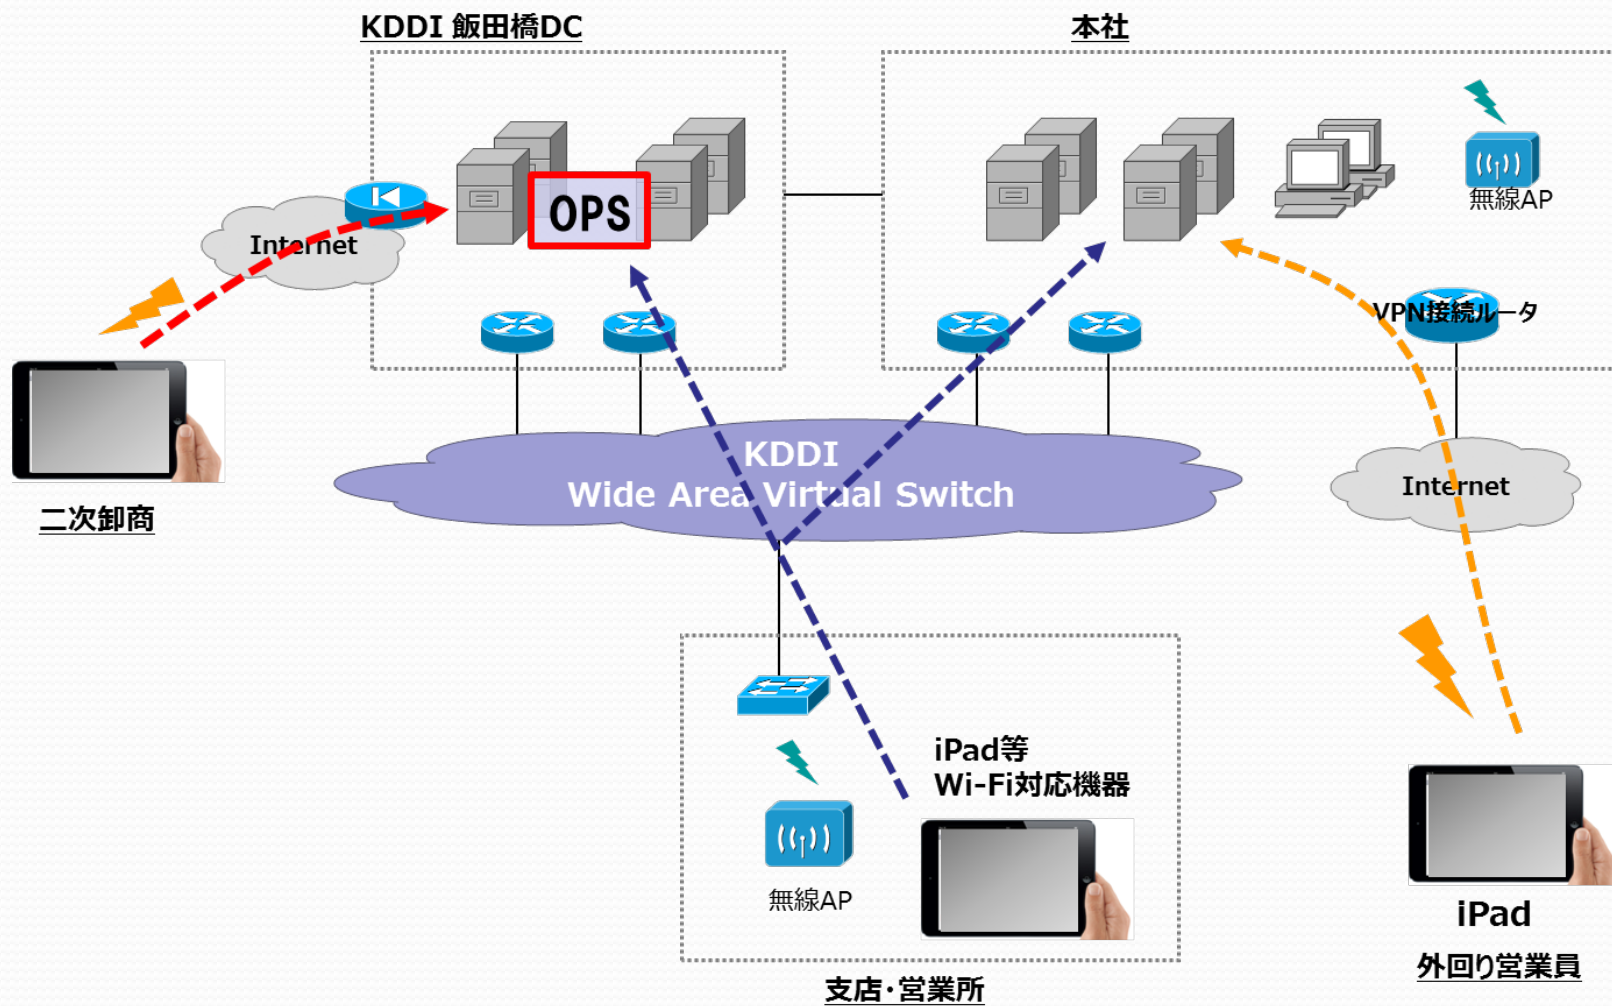 KDDI 飯田橋DC
本社
OPS
無線AP
Internet
VPN接続ルータ
KDDI
Wide Area Virtual Switch
Internet
二次卸商
iPad等
Wi-Fi対応機器
無線AP
iPad
外回り営業員
支店・営業所